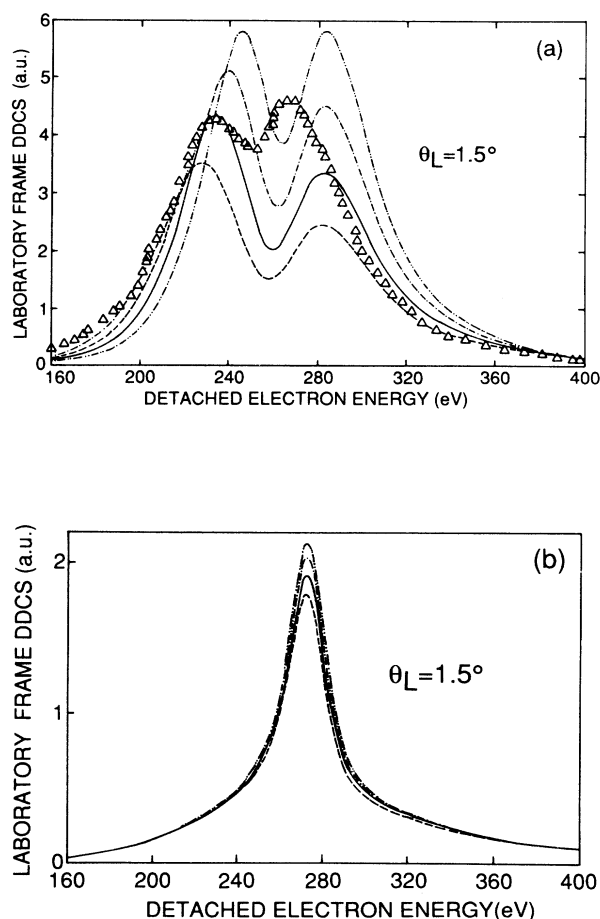 (a)
LABORATORY FRAME DDCS (a.u.)
6
5
4
3
2
1
0
θL=1.5°
160 200 240 280 320 360 400
DETACHED ELECTRON ENERGY (eV)
(b)
LABORATORY FRAME DDCS (a.u.)
2
1
0
θL=1.5°
160 200 240 280 320 360 400
DETACHED ELECTRON ENERGY(eV)